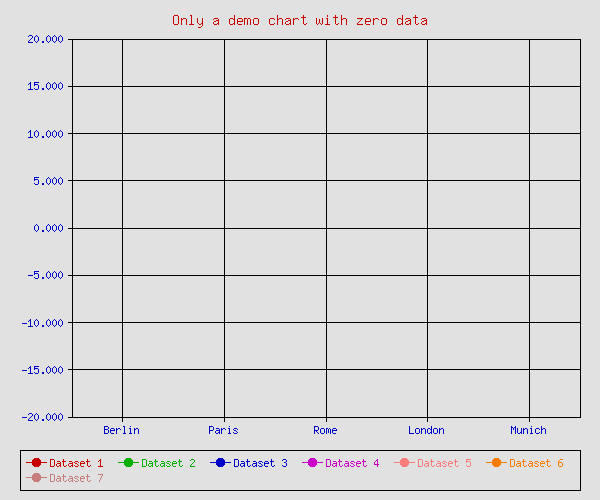 Only a demo chart with zero data
20.000
15.000
10.000
5.000
0.000
-5.000
-10.000
-15.000
-20.000
Berlin Paris Rome London Munich
Dataset 1 Dataset 2 Dataset 3 Dataset 4 Dataset 5 Dataset 6
Dataset 7